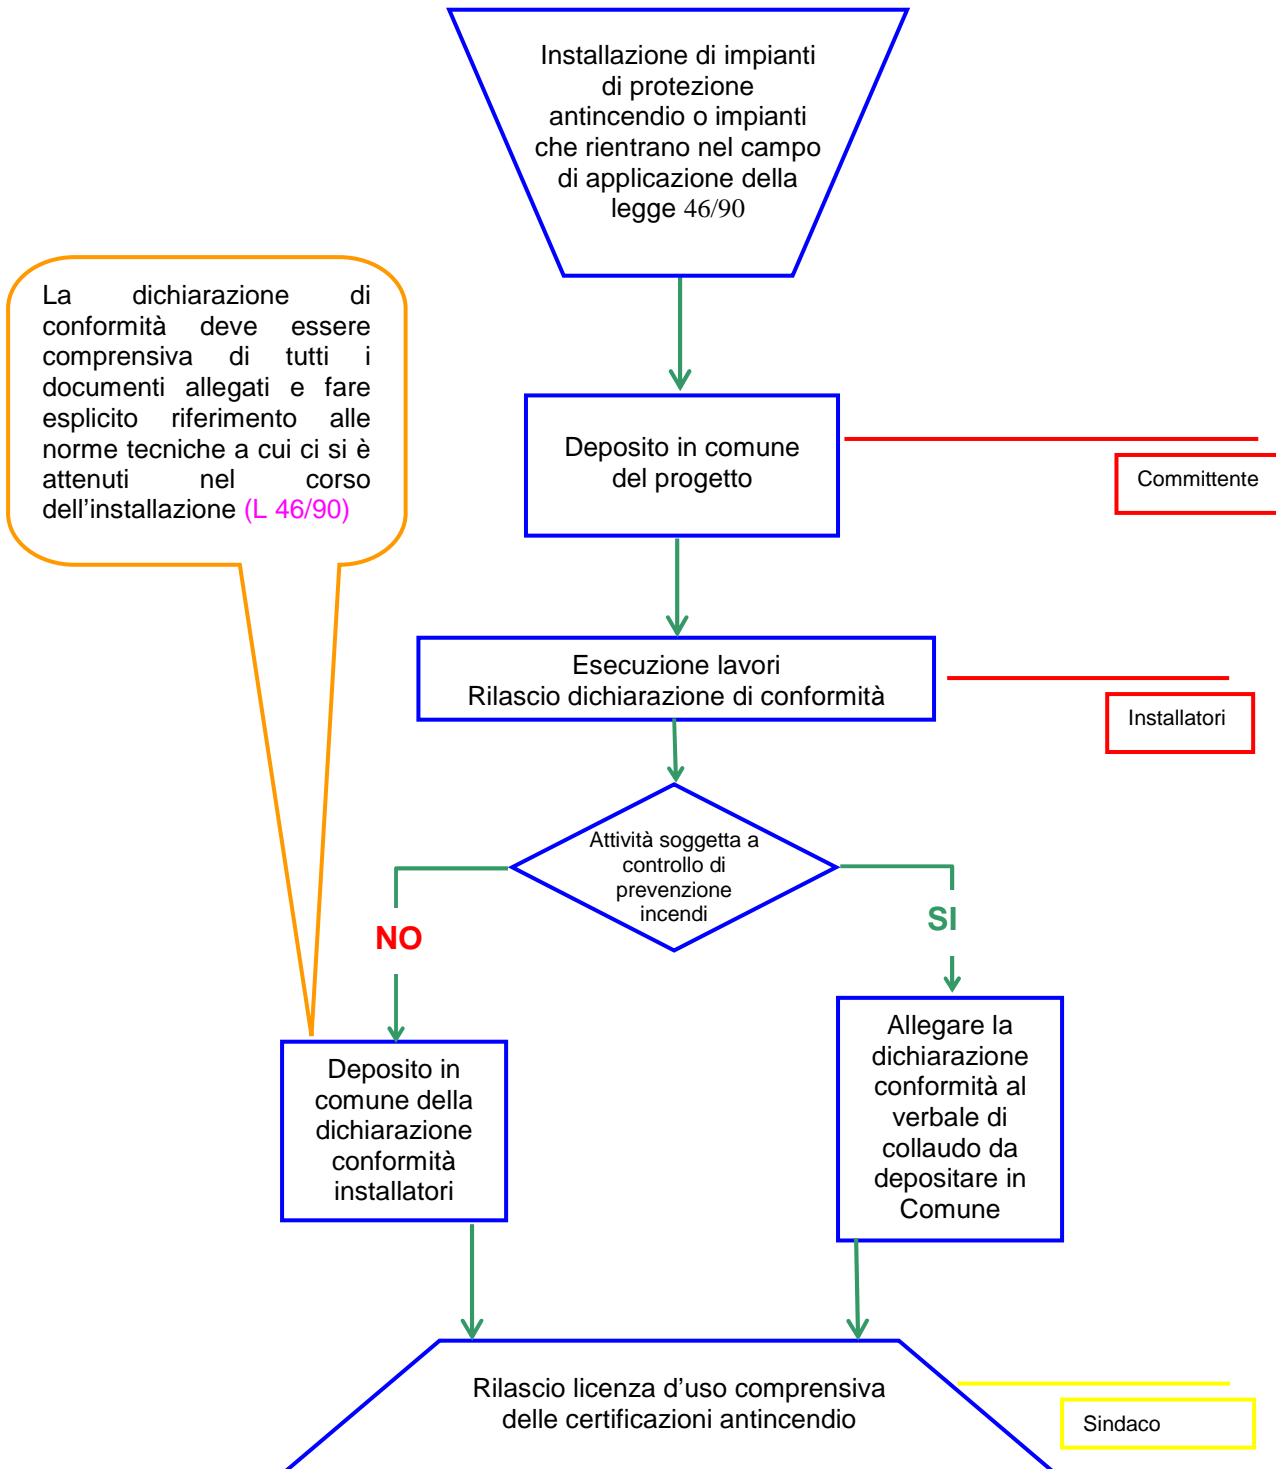 Installazione di impianti
di protezione
antincendio o impianti
che rientrano nel campo
di applicazione della
legge 46/90
La dichiarazione di
conformità deve essere
comprensiva di tutti i
documenti allegati e fare
esplicito riferimento alle
norme tecniche a cui ci si è
attenuti nel corso
dell'installazione (L 46/90)
Deposito in comune
del progetto
Committente
Esecuzione lavori
Rilascio dichiarazione di conformità
Installatori
Attività soggetta a
controllo di
prevenzione
incendi
NO
SI
Deposito in
comune della
dichiarazione
conformità
installatori
Allegare la
dichiarazione
conformità al
verbale di
collaudo da
depositare in
Comune
Rilascio licenza d'uso comprensiva
delle certificazioni antincendio
Sindaco